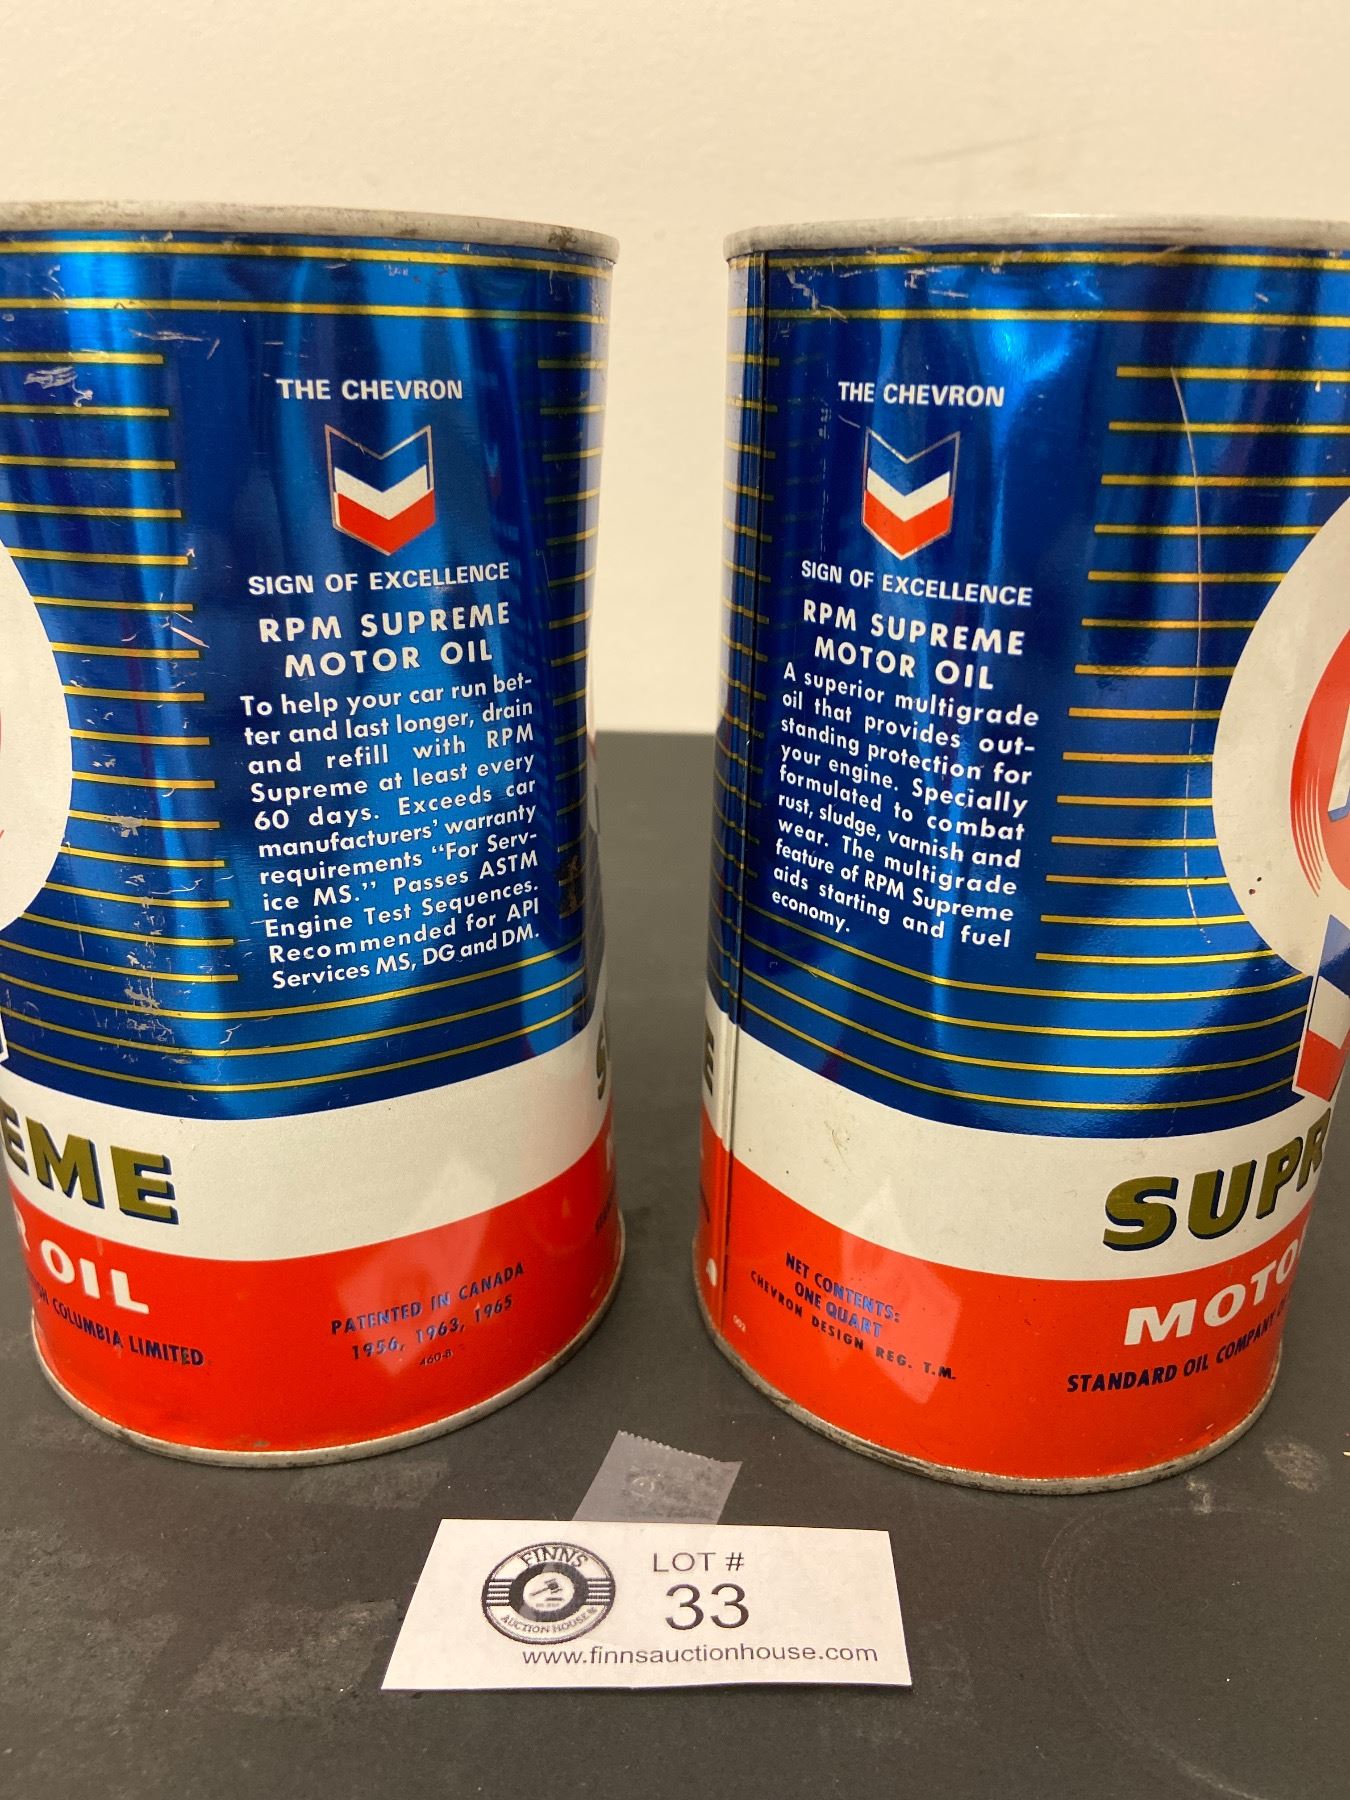 THE CHEVRON
SIGN OF EXCELLENCE
RPM SUPREME
MOTOR OIL
To help your car run bet-
ter and last longer, drain
and refill with RPM
Supreme at least every
60 days. Exceeds car
manufacturers' warranty
requirements "For Serv-
ice MS." Passes ASTM
Engine Test Sequences.
Recommended for API
Services MS, DG and DM.
EME
R OIL
COLUMBIA LIMITED
PATENTED IN CANADA
1956, 1963, 1965
460-B
THE CHEVRON
SIGN OF EXCELLENCE
RPM SUPREME
MOTOR OIL
A superior multigrade
oil that provides out-
standing protection for
your engine. Specially
formulated to combat
rust, sludge, varnish and
wear. The multigrade
feature of RPM Supreme
aids starting and fuel
economy.
SUPR
MOTO
STANDARD OIL COMPANY
NET CONTENTS:
ONE QUART
CHEVRON DESIGN REG. T.M.
FINNS
AUCTION HOUSE
LOT #
33
www.finnsauctionhouse.com